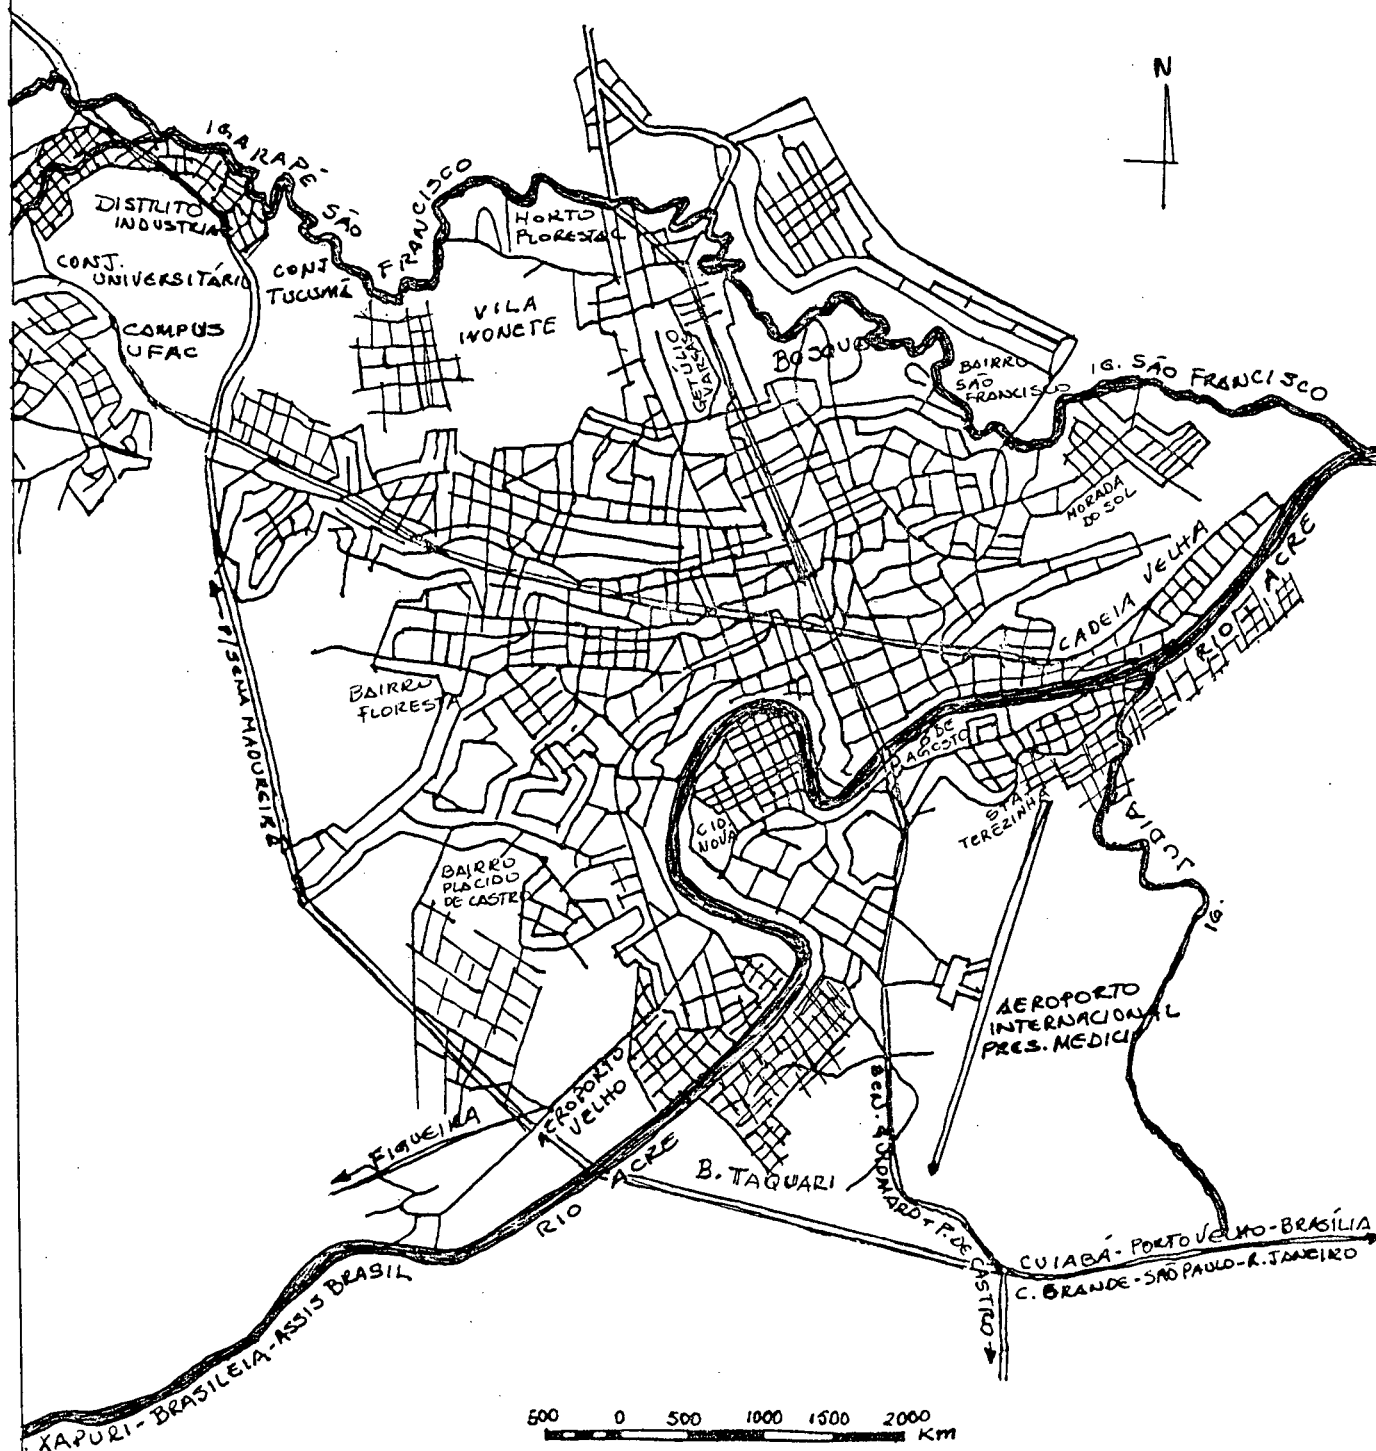 N
IGARAPÉ
SÃO
FRANCISCO
HORTO
FLORESTAL
DISTRITO
INDUSTRIAL
CONJ.
UNIVERSITÁRIO
CONJ
TUCUMÃ
CAMPUS
UFAC
VILA
IVONETE
GETÚLIO
VARGAS
BOSQUE
BAIRRO
SÃO
FRANCISCO
IG. SÃO FRANCISCO
MORADA
DO SOL
CADEIA VELHA
RIO ACRE
P/ SENA MADUREIRA
BAIRRO
FLORESTA
6 DE
AGOSTO
CID.
NOVA
STA
TEREZINHA
IG. JUDIA
BAIRRO
PLACIDO
DE CASTRO
AEROPORTO
INTERNACIONAL
PRES. MEDICI
AEROPORTO
VELHO
FIGUEIRA
RIO ACRE
B. TAQUARI
P. DE CASTRO
CUIABÁ - PORTO VELHO - BRASÍLIA
C. GRANDE - SÃO PAULO - R. JANEIRO
XAPURI - BRASILEIA - ASSIS BRASIL
500 0 500 1000 1500 2000
Km